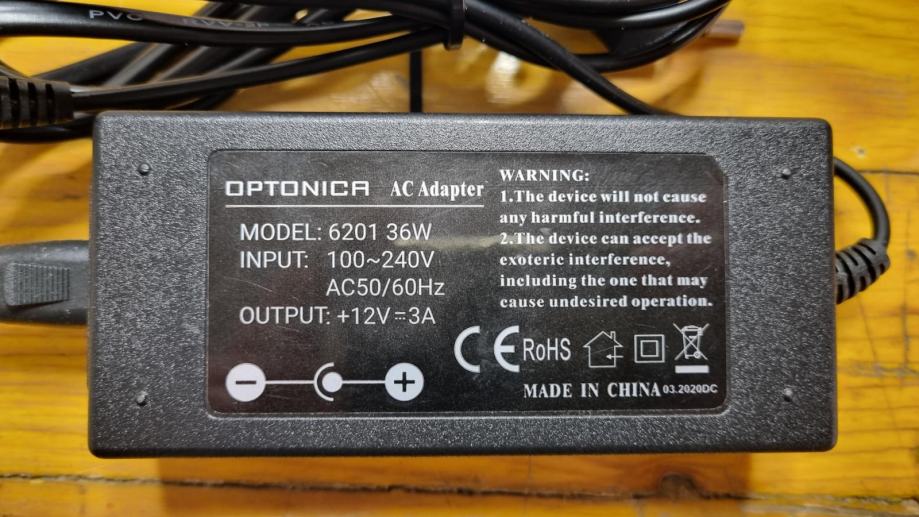 PVC
OPTONICA AC Adapter
MODEL: 6201 36W
INPUT: 100~240V
AC50/60Hz
OUTPUT: +12V⎓3A
WARNING:
1.The device will not cause
any harmful interference.
2.The device can accept the
exoteric interference,
including the one that may
cause undesired operation.
CE RoHS
MADE IN CHINA 03.2020DC